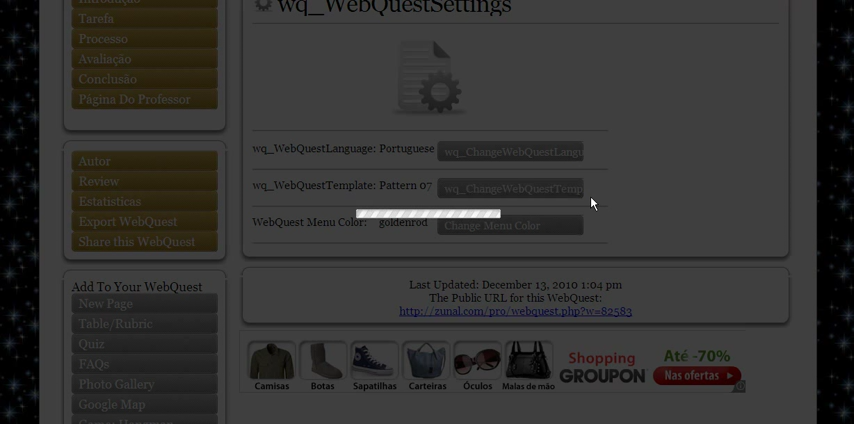 Introdução
Tarefa
Processo
Avaliação
Conclusão
Página Do Professor
Autor
Review
Estatisticas
Export WebQuest
Share this WebQuest
Add To Your WebQuest
New Page
Table/Rubric
Quiz
FAQs
Photo Gallery
Google Map
wq_WebQuestSettings
wq_WebQuestLanguage: Portuguese wq_ChangeWebQuestLangu
wq_WebQuestTemplate: Pattern 07 wq_ChangeWebQuestTemp
WebQuest Menu Color: goldenrod Change Menu Color
Last Updated: December 13, 2010 1:04 pm
The Public URL for this WebQuest:
http://zunal.com/pro/webquest.php?w=82583
Camisas Botas Sapatilhas Carteiras Óculos Malas de mão
Shopping
GROUPON
Até -70%
Nas ofertas